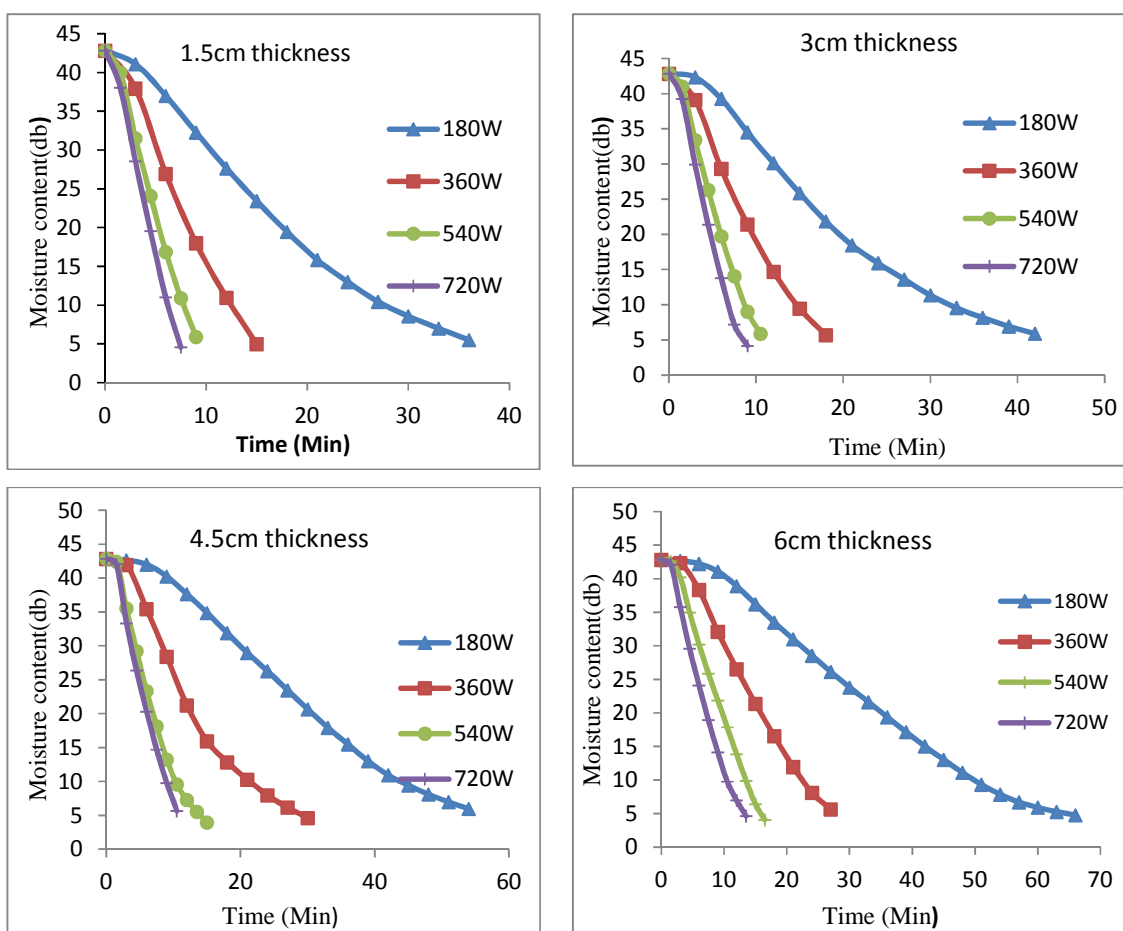 1.5cm thickness
Moisture content(db)
45
40
35
30
25
20
15
10
5
0
180W
360W
540W
720W
0 10 20 30 40
Time (Min)
3cm thickness
Moisture content(db)
45
40
35
30
25
20
15
10
5
0
180W
360W
540W
720W
0 10 20 30 40 50
Time (Min)
4.5cm thickness
Moisture content(db)
50
45
40
35
30
25
20
15
10
5
0
180W
360W
540W
720W
0 20 40 60
Time (Min)
6cm thickness
Moisture content(db)
50
45
40
35
30
25
20
15
10
5
0
180W
360W
540W
720W
0 10 20 30 40 50 60 70
Time (Min)